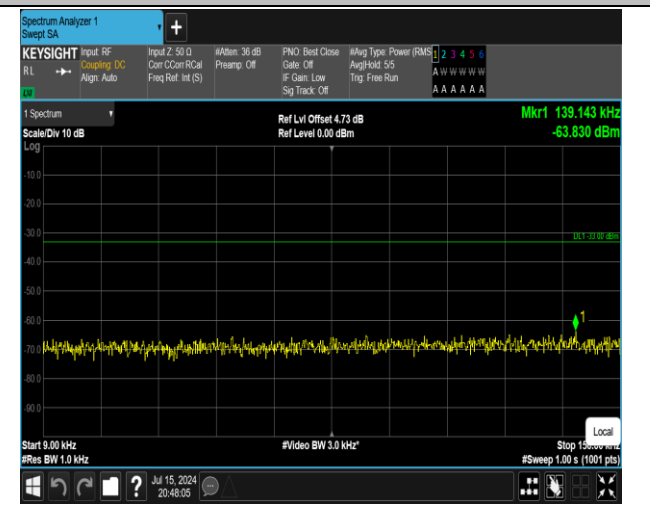 Spectrum Analyzer 1
Swept SA
+
KEYSIGHT Input: RF Input Z: 50 Ω #Atten: 36 dB PNO: Best Close #Avg Type: Power (RMS 1 2 3 4 5 6
RL Coupling: DC Corr CCorr RCal Preamp: Off Gate: Off Avg|Hold: 5/5 A W W W W W
Align: Auto Freq Ref: Int (S) IF Gain: Low Trig: Free Run
Sig Track: Off A A A A A A
1 Spectrum
Scale/Div 10 dB
Log
Ref Lvl Offset 4.73 dB
Ref Level 0.00 dBm
Mkr1 139.143 kHz
-63.830 dBm
-10.0
-20.0
-30.0
DL1 -33.00 dBm
-40.0
-50.0
-60.0
1
-70.0
-80.0
-90.0
Local
Start 9.00 kHz #Video BW 3.0 kHz* Stop
#Res BW 1.0 kHz #Sweep 1.00 s (1001 pts)
? Jul 15, 2024
20:48:05